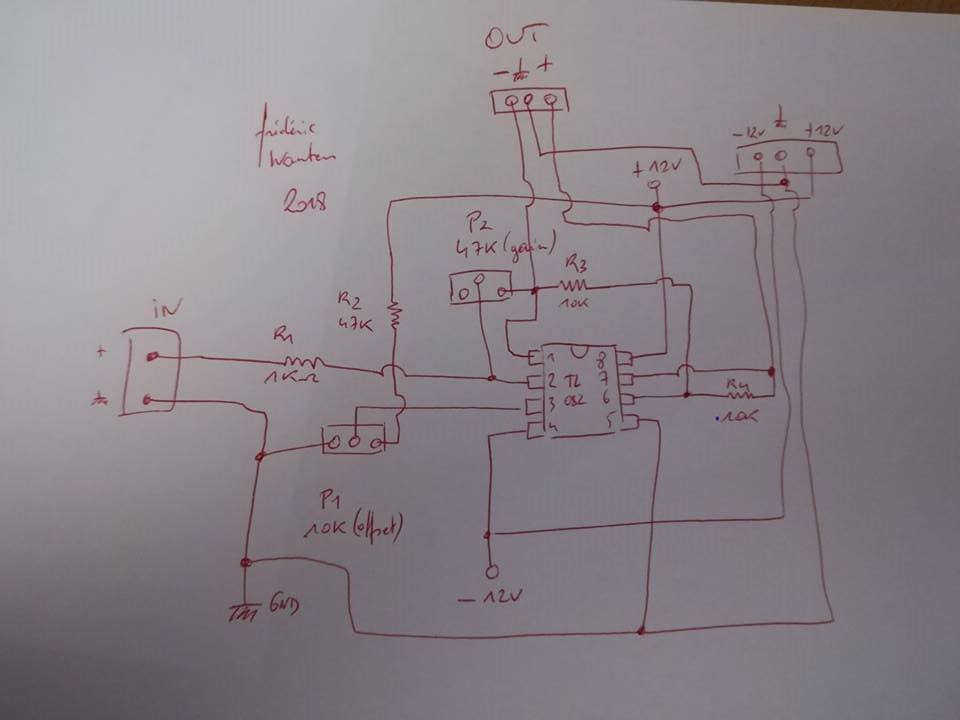 OUT
- +
frédéric
Wanten
2018
-12V +12V
+12V
P2
47K (gain)
R3
10K
R2
47K
iN
+
R1
1KΩ
1 8
2 TL 7
3 082 6
4 5
R4
10K
P1
10K (offset)
GND
-12V